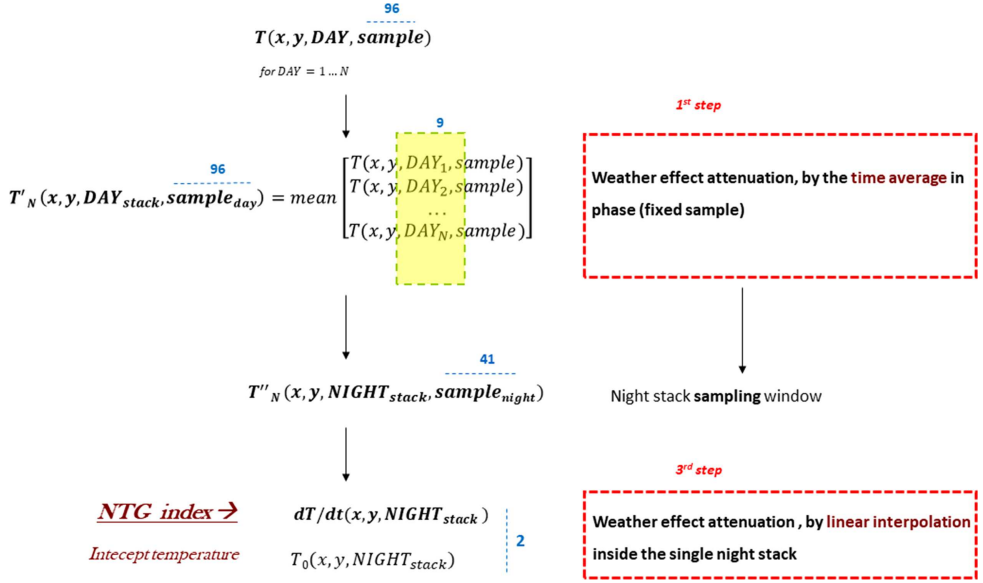 96
T(x, y, DAY, sample)
for DAY = 1 … N
1st step
9
T(x, y, DAY1, sample)
T(x, y, DAY2, sample)
…
T(x, y, DAYN, sample)
96
T'N(x, y, DAYstack, sampleday) = mean
Weather effect attenuation, by the time average in
phase (fixed sample)
41
T''N(x, y, NIGHTstack, samplenight)
Night stack sampling window
3rd step
NTG index →
dT/dt(x, y, NIGHTstack)
Intecept temperature
T0(x, y, NIGHTstack)
2
Weather effect attenuation , by linear interpolation
inside the single night stack